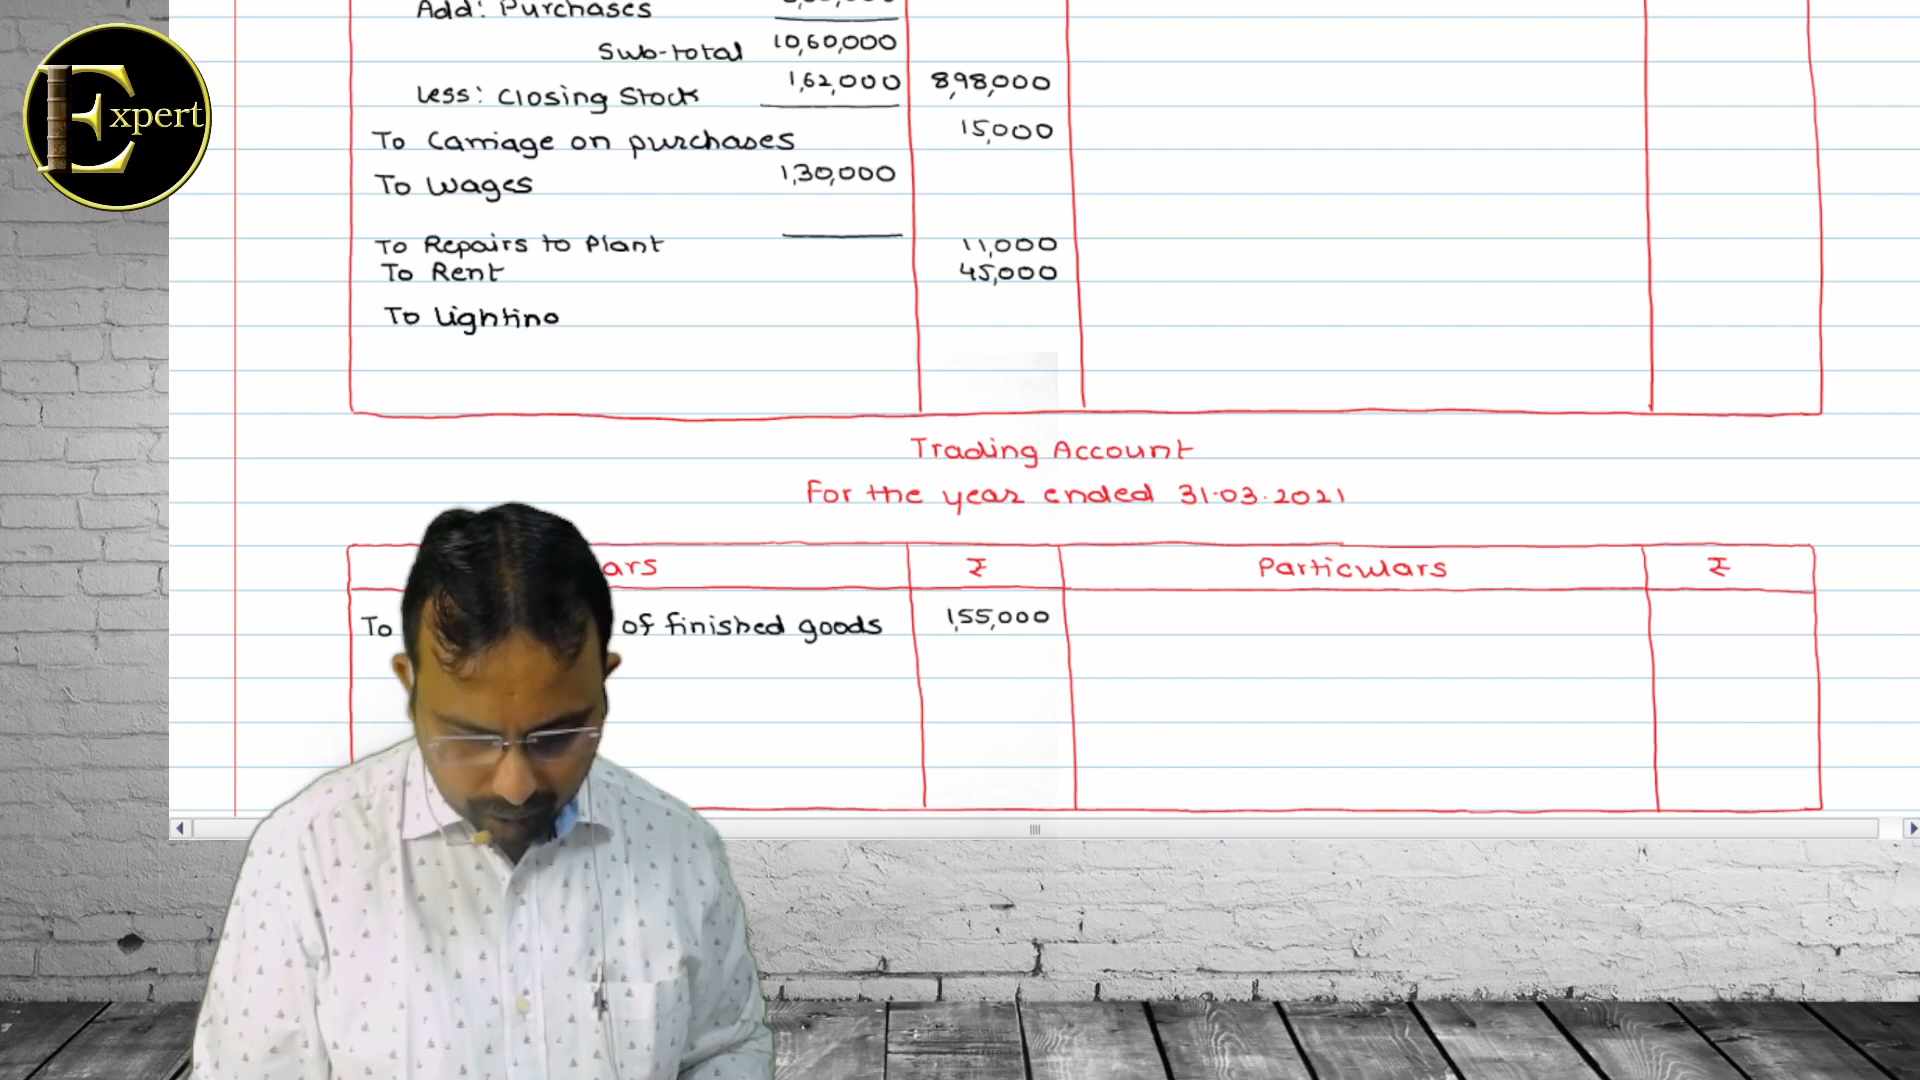 Expert
Add: Purchases
Sub-total 10,60,000
Less: Closing Stock 1,62,000 8,98,000
To Carriage on purchases 15,000
To Wages 1,30,000
To Repairs to Plant 11,000
To Rent 45,000
To Lighting
Trading Account
For the year ended 31.03.2021
₹ Particulars ₹
To of finished goods 1,55,000